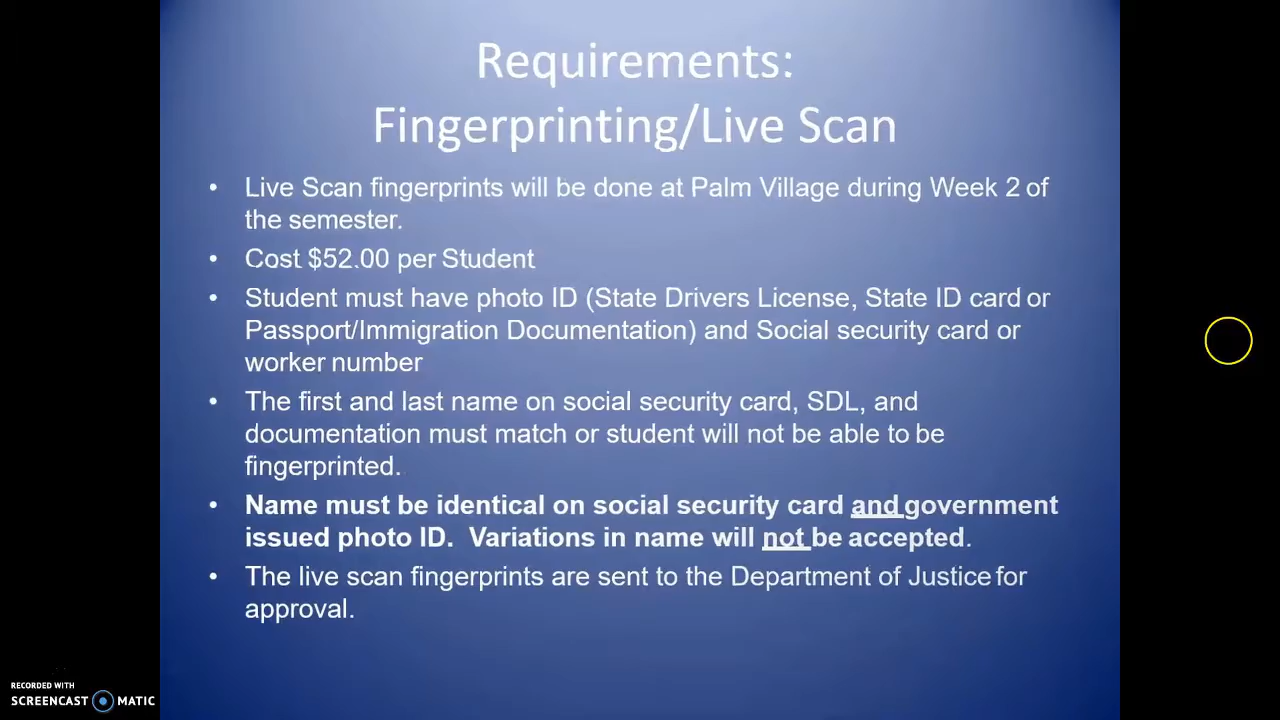 Requirements:
Fingerprinting/Live Scan
• Live Scan fingerprints will be done at Palm Village during Week 2 of
the semester.
• Cost $52.00 per Student
• Student must have photo ID (State Drivers License, State ID card or
Passport/Immigration Documentation) and Social security card or
worker number
• The first and last name on social security card, SDL, and
documentation must match or student will not be able to be
fingerprinted.
• Name must be identical on social security card and government
issued photo ID. Variations in name will not be accepted.
• The live scan fingerprints are sent to the Department of Justice for
approval.
RECORDED WITH
SCREENCAST MATIC